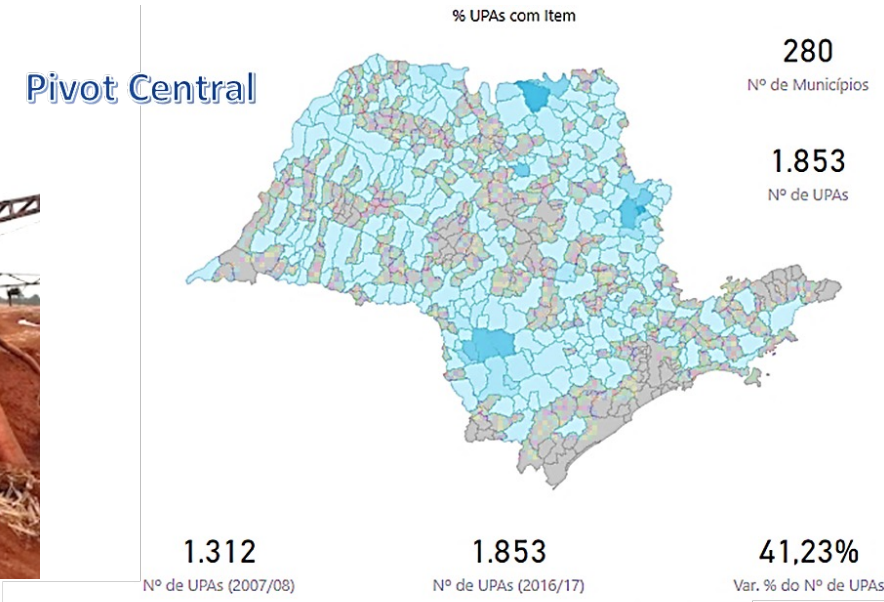 % UPAs com Item
Pivot Central
280
Nº de Municípios
1.853
Nº de UPAs
1.312
Nº de UPAs (2007/08)
1.853
Nº de UPAs (2016/17)
41,23%
Var. % do Nº de UPAs